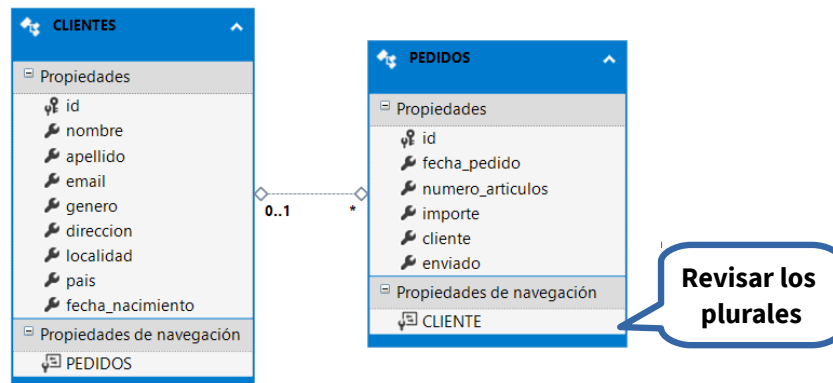 CLIENTES
Propiedades
id
nombre
apellido
email
genero
direccion
localidad
pais
fecha_nacimiento
Propiedades de navegación
PEDIDOS
0..1
*
PEDIDOS
Propiedades
id
fecha_pedido
numero_articulos
importe
cliente
enviado
Propiedades de navegación
CLIENTE
Revisar los
plurales